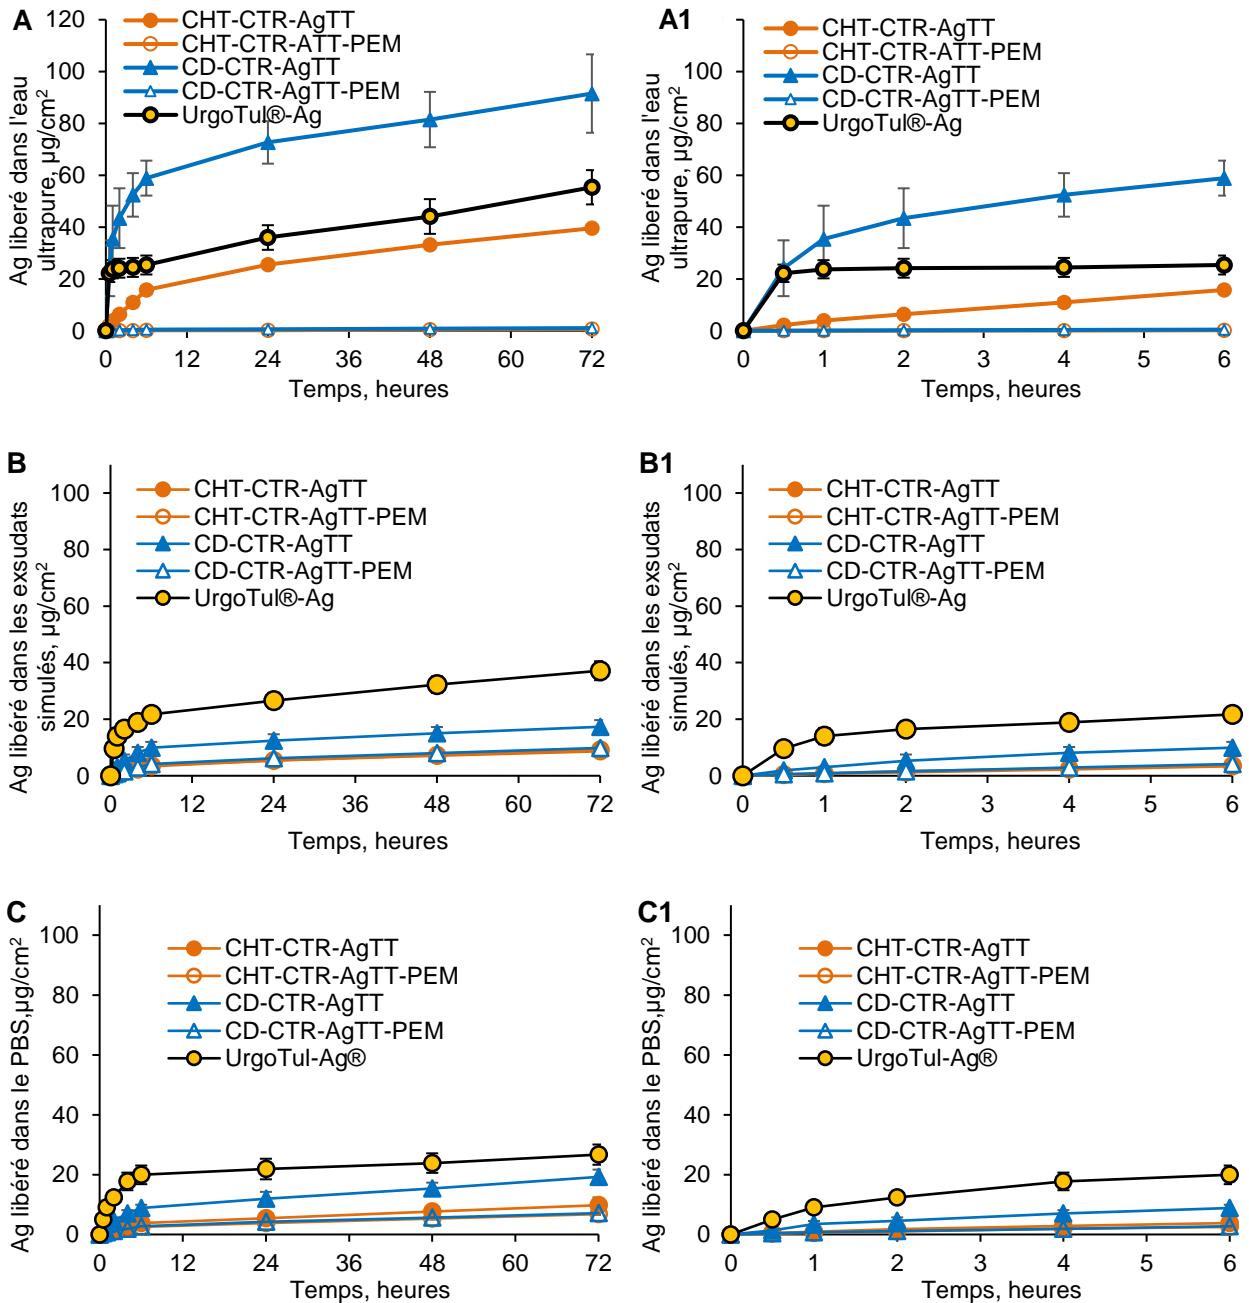 A
120
100
80
60
40
20
0
Ag liberé dans l'eau
ultrapure, µg/cm²
CHT-CTR-AgTT
CHT-CTR-ATT-PEM
CD-CTR-AgTT
CD-CTR-AgTT-PEM
UrgoTul®-Ag
0 12 24 36 48 60 72
Temps, heures
A1
120
100
80
60
40
20
0
Ag libéré dans l'eau
ultrapure, µg/cm²
CHT-CTR-AgTT
CHT-CTR-ATT-PEM
CD-CTR-AgTT
CD-CTR-AgTT-PEM
UrgoTul®-Ag
0 1 2 3 4 5 6
Temps, heures
B
100
80
60
40
20
0
Ag libéré dans les exsudats
simulés, µg/cm²
CHT-CTR-AgTT
CHT-CTR-AgTT-PEM
CD-CTR-AgTT
CD-CTR-AgTT-PEM
UrgoTul®-Ag
0 12 24 36 48 60 72
Temps, heures
B1
100
80
60
40
20
0
Ag libéré dans les exsudats
simulés, µg/cm²
CHT-CTR-AgTT
CHT-CTR-AgTT-PEM
CD-CTR-AgTT
CD-CTR-AgTT-PEM
UrgoTul®-Ag
0 1 2 3 4 5 6
Temps, heures
C
100
80
60
40
20
0
Ag libéré dans le PBS,µg/cm²
CHT-CTR-AgTT
CHT-CTR-AgTT-PEM
CD-CTR-AgTT
CD-CTR-AgTT-PEM
UrgoTul-Ag®
0 12 24 36 48 60 72
Temps, heures
C1
100
80
60
40
20
0
Ag libéré dans le PBS,µg/cm²
CHT-CTR-AgTT
CHT-CTR-AgTT-PEM
CD-CTR-AgTT
CD-CTR-AgTT-PEM
UrgoTul-Ag®
0 1 2 3 4 5 6
Temps, heures